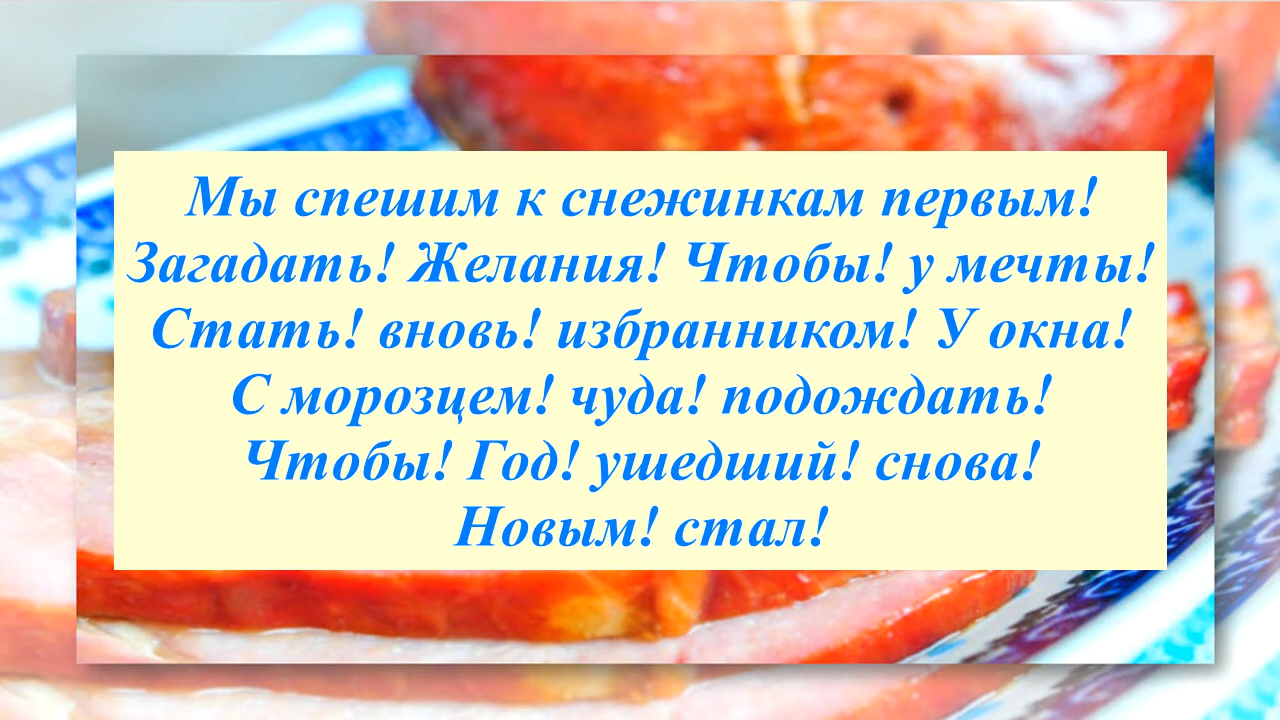 Мы спешим к снежинкам первым!
Загадать! Желания! Чтобы! у мечты!
Стать! вновь! избранником! У окна!
С морозцем! чуда! подождать!
Чтобы! Год! ушедший! снова!
Новым! стал!